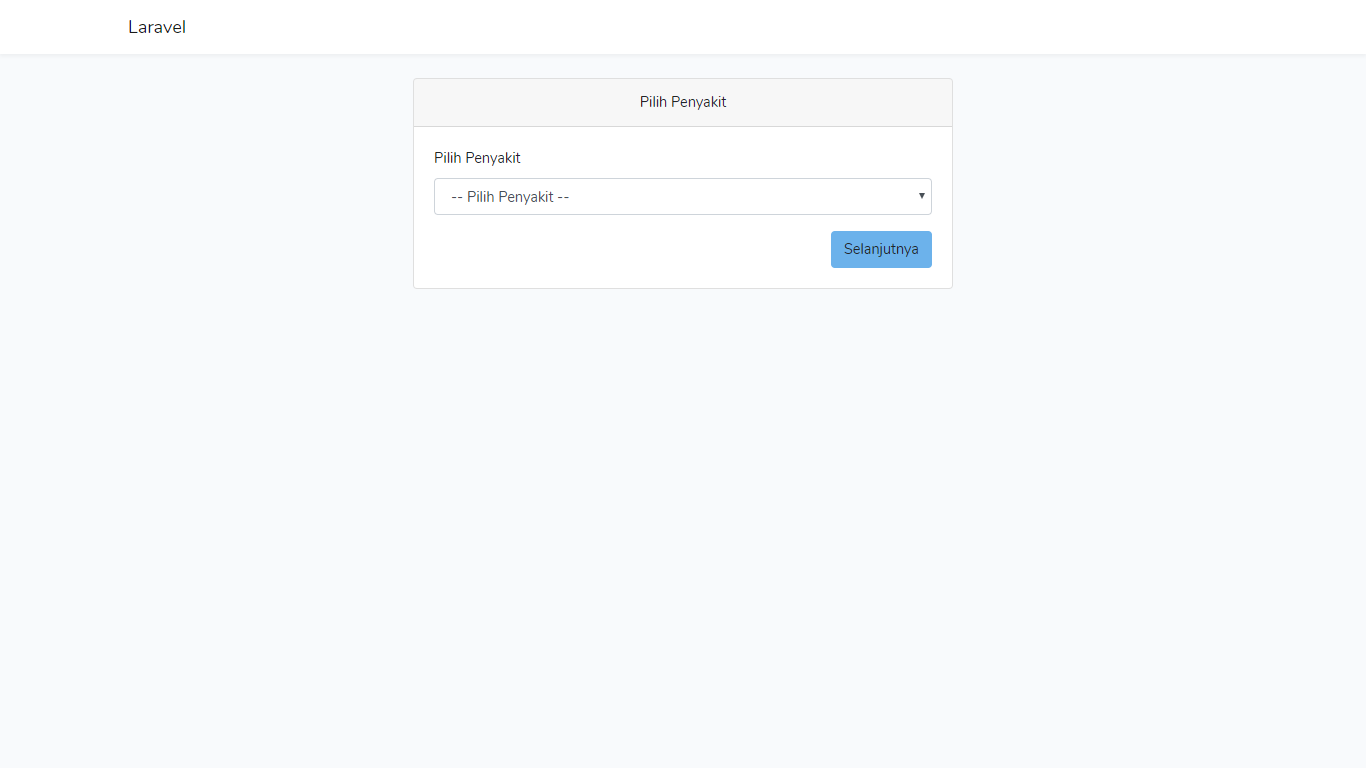 Laravel
Pilih Penyakit
Pilih Penyakit
-- Pilih Penyakit --
Selanjutnya